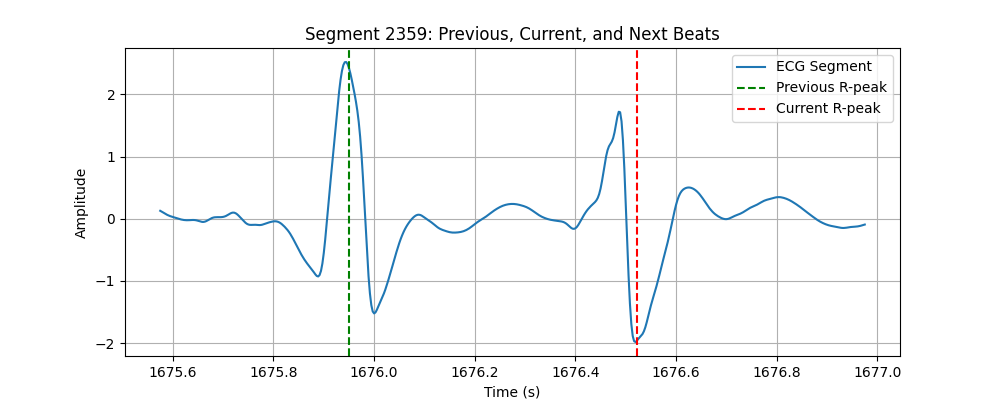 Segment 2359: Previous, Current, and Next Beats
ECG Segment
Previous R-peak
Current R-peak
Amplitude
2
1
0
−1
−2
1675.6 1675.8 1676.0 1676.2 1676.4 1676.6 1676.8 1677.0
Time (s)